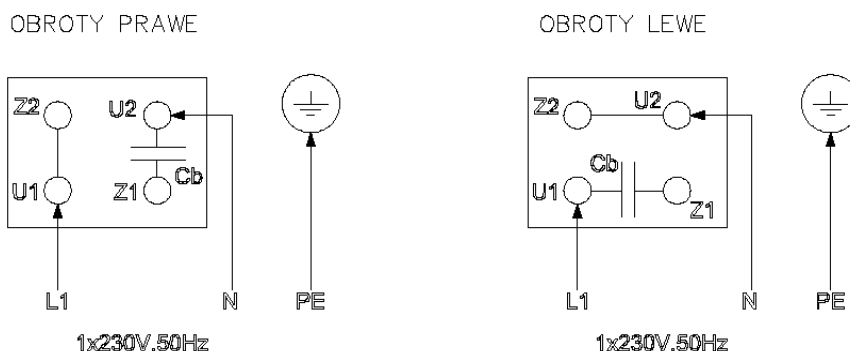 OBROTY PRAWE
Z2 U2
Cb
U1 Z1
L1 N PE
1x230V.50Hz
OBROTY LEWE
Z2 U2
Cb
U1 Z1
L1 N PE
1x230V.50Hz